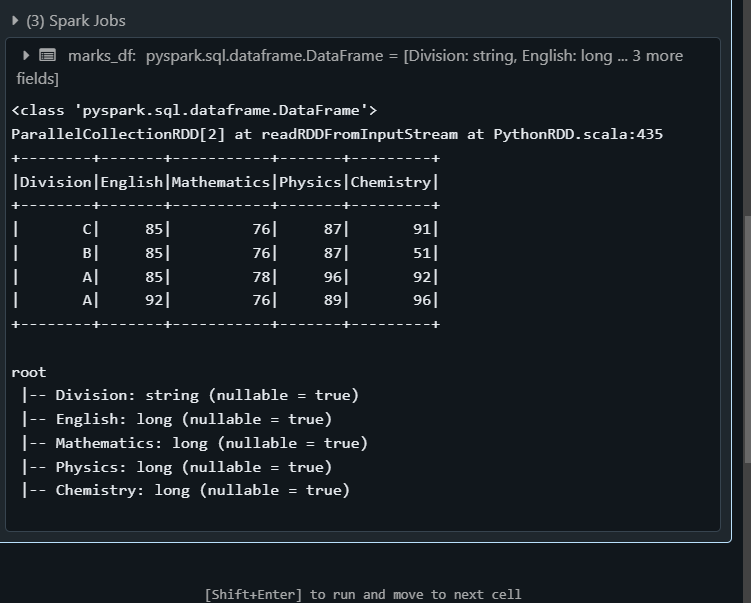 (3) Spark Jobs
marks_df: pyspark.sql.dataframe.DataFrame = [Division: string, English: long ... 3 more
fields]
<class 'pyspark.sql.dataframe.DataFrame'>
ParallelCollectionRDD[2] at readRDDFromInputStream at PythonRDD.scala:435
+--------+-------+-----------+-------+---------+
|Division|English|Mathematics|Physics|Chemistry|
+--------+-------+-----------+-------+---------+
|       C|     85|         76|     87|       91|
|       B|     85|         76|     87|       51|
|       A|     85|         78|     96|       92|
|       A|     92|         76|     89|       96|
+--------+-------+-----------+-------+---------+
root
 |-- Division: string (nullable = true)
 |-- English: long (nullable = true)
 |-- Mathematics: long (nullable = true)
 |-- Physics: long (nullable = true)
 |-- Chemistry: long (nullable = true)
[Shift+Enter] to run and move to next cell